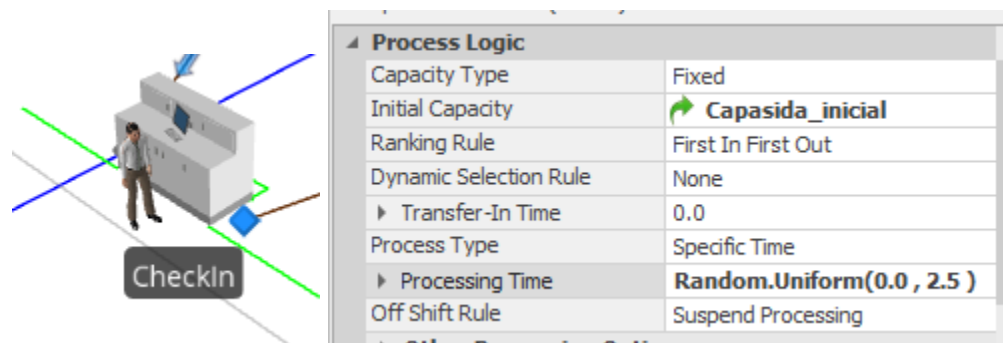 CheckIn
Process Logic
Capacity Type Fixed
Initial Capacity Capasida_inicial
Ranking Rule First In First Out
Dynamic Selection Rule None
Transfer-In Time 0.0
Process Type Specific Time
Processing Time Random.Uniform(0.0 , 2.5 )
Off Shift Rule Suspend Processing